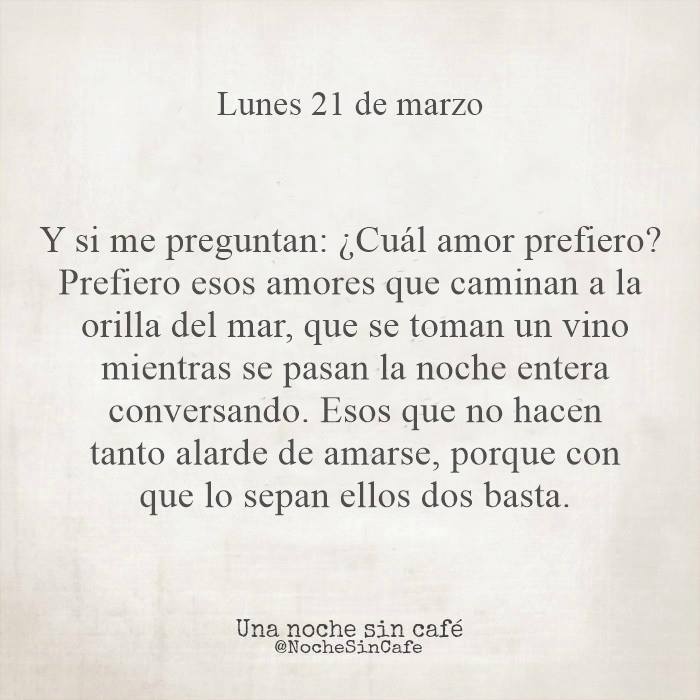 Lunes 21 de marzo
Y si me preguntan: ¿Cuál amor prefiero?
Prefiero esos amores que caminan a la
orilla del mar, que se toman un vino
mientras se pasan la noche entera
conversando. Esos que no hacen
tanto alarde de amarse, porque con
que lo sepan ellos dos basta.
Una noche sin café
@NocheSinCafe